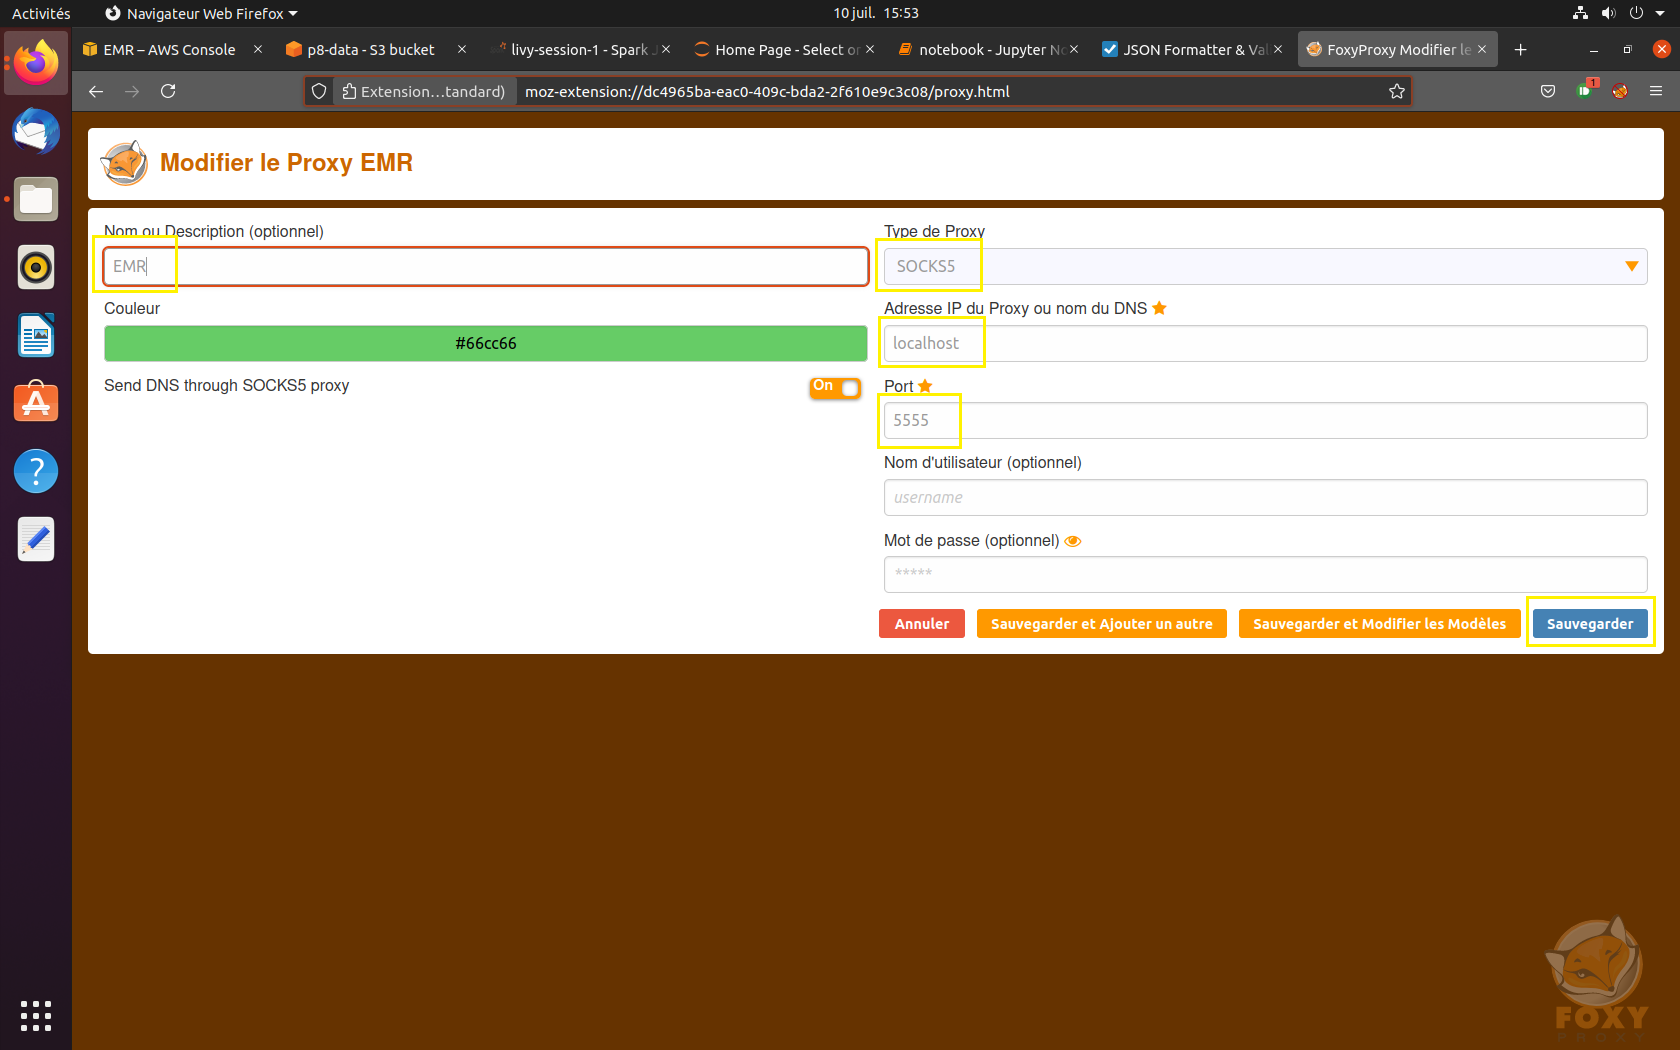 Activités
Navigateur Web Firefox
10 juil. 15:53
EMR – AWS Console
p8-data - S3 bucket
livy-session-1 - Spark J
Home Page - Select or
notebook - Jupyter No
JSON Formatter & Val
FoxyProxy Modifier le
Extension…tandard)
moz-extension://dc4965ba-eac0-409c-bda2-2f610e9c3c08/proxy.html
1
Modifier le Proxy EMR
Nom ou Description (optionnel)
EMR
Couleur
#66cc66
Send DNS through SOCKS5 proxy
On
Type de Proxy
SOCKS5
Adresse IP du Proxy ou nom du DNS
localhost
Port
5555
Nom d'utilisateur (optionnel)
username
Mot de passe (optionnel)
*****
Annuler
Sauvegarder et Ajouter un autre
Sauvegarder et Modifier les Modèles
Sauvegarder
FOXY
PROXY